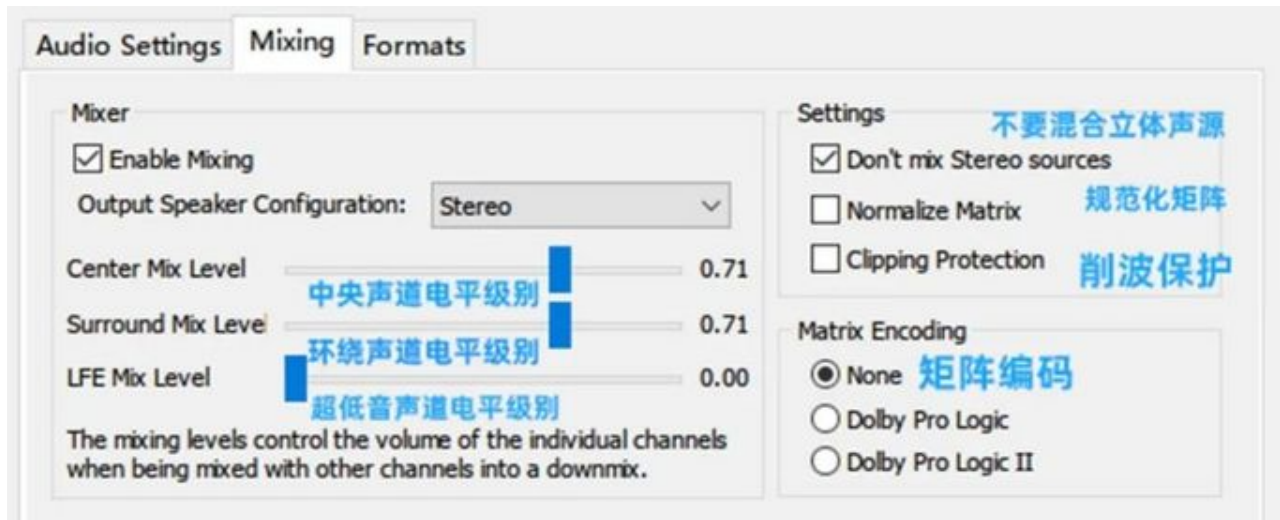 Audio Settings Mixing Formats
Mixer
Enable Mixing
Output Speaker Configuration: Stereo
Center Mix Level 0.71
中央声道电平级别
Surround Mix Level 0.71
环绕声道电平级别
LFE Mix Level 0.00
超低音声道电平级别
The mixing levels control the volume of the individual channels
when being mixed with other channels into a downmix.
Settings
不要混合立体声源
Don't mix Stereo sources
Normalize Matrix 规范化矩阵
Clipping Protection 削波保护
Matrix Encoding
None 矩阵编码
Dolby Pro Logic
Dolby Pro Logic II